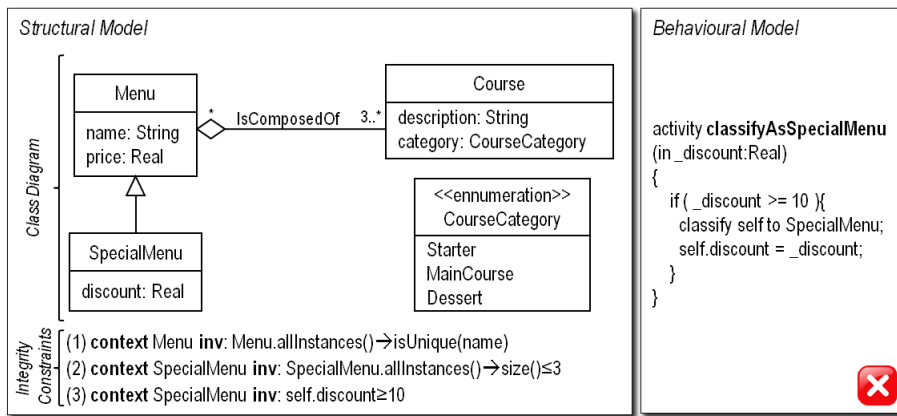 Structural Model
Class Diagram
Menu
name: String
price: Real
*
IsComposedOf
3..*
Course
description: String
category: CourseCategory
SpecialMenu
discount: Real
<<ennumeration>>
CourseCategory
Starter
MainCourse
Dessert
Integrity
Constraints
(1) context Menu inv: Menu.allInstances()→isUnique(name)
(2) context SpecialMenu inv: SpecialMenu.allInstances()→size()≤3
(3) context SpecialMenu inv: self.discount≥10
Behavioural Model
activity classifyAsSpecialMenu
(in _discount:Real)
{
if ( _discount >= 10 ){
classify self to SpecialMenu;
self.discount = _discount;
}
}